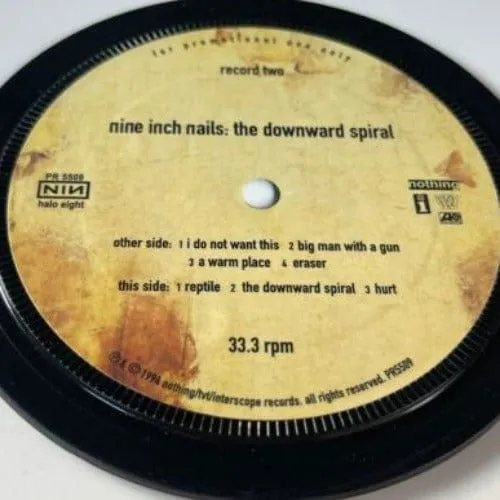 for promotional use only
record two
nine inch nails: the downward spiral
PR 5509
NIN
halo eight
nothing
i
other side: 1 i do not want this 2 big man with a gun
3 a warm place 4 eraser
this side: 1 reptile 2 the downward spiral 3 hurt
33.3 rpm
℗ & © 1994 nothing/tvt/interscope records. all rights reserved. PR5509